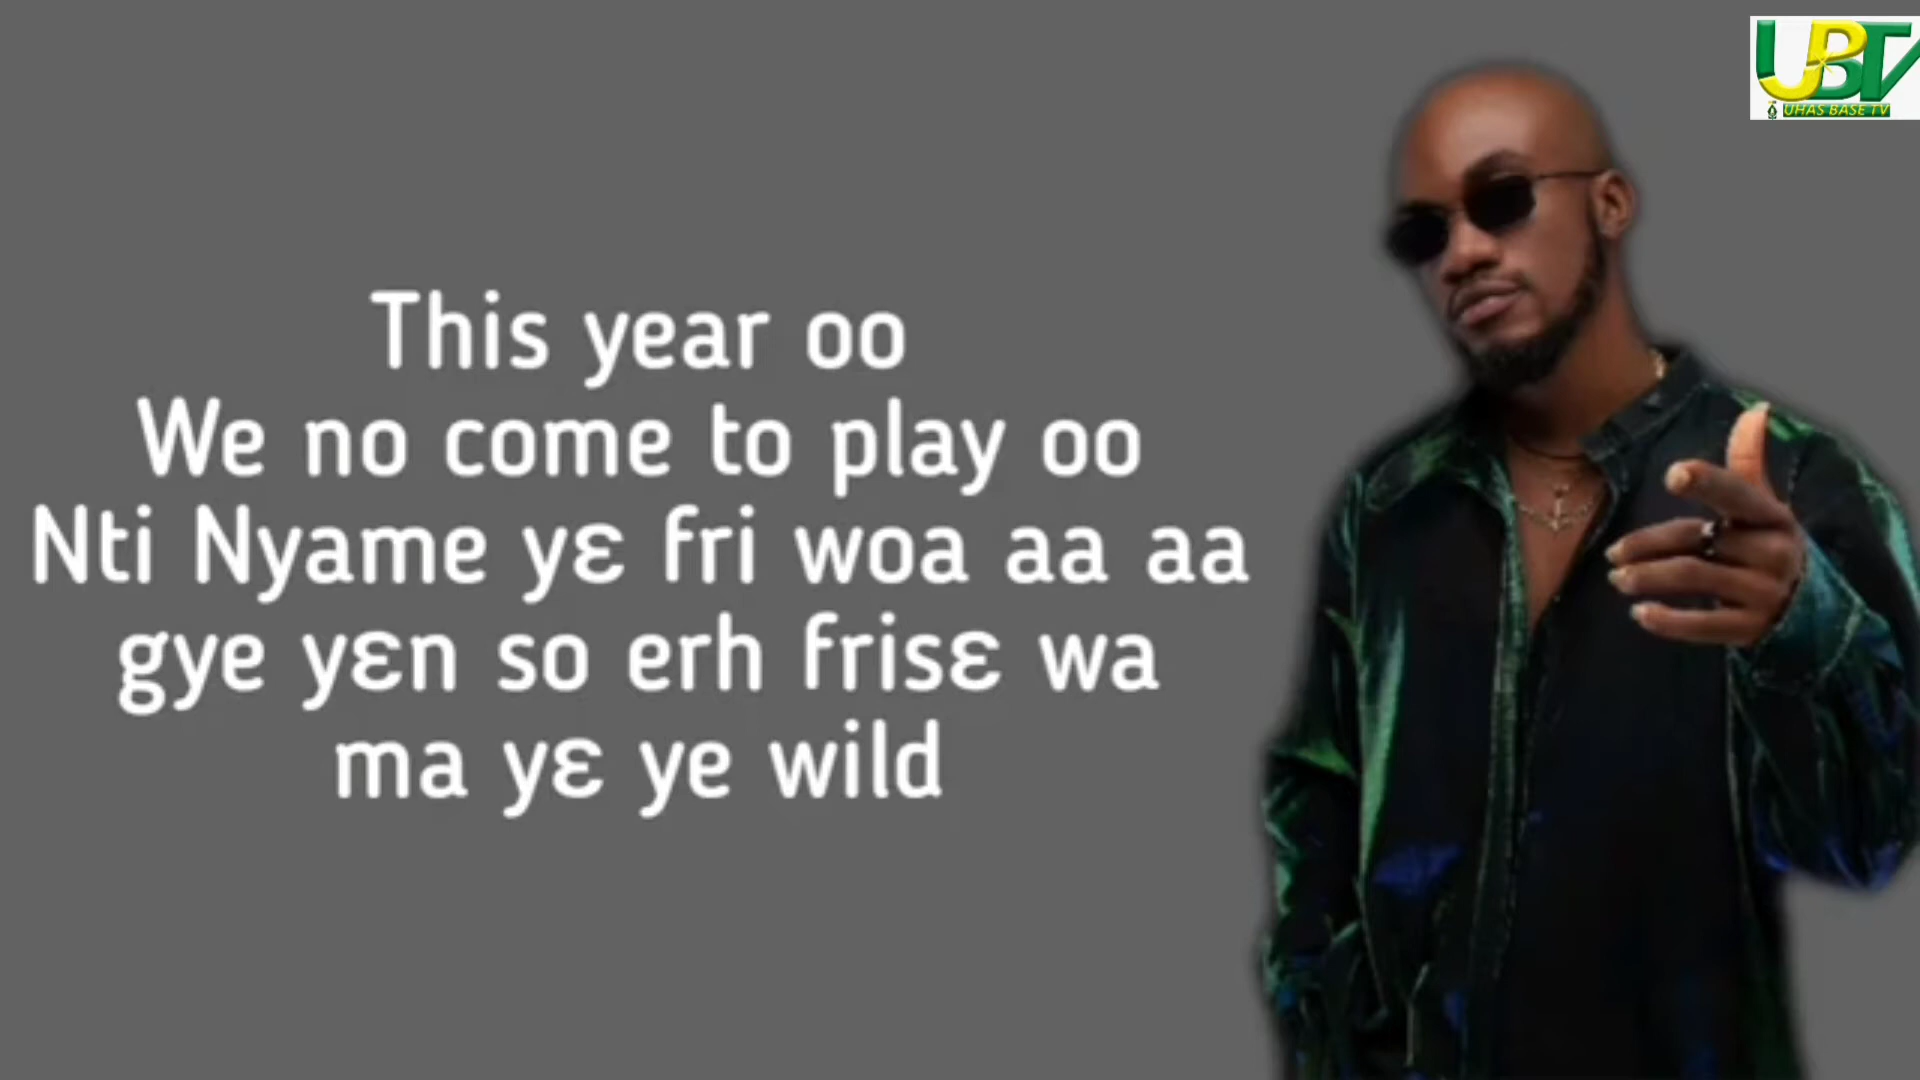 This year oo
We no come to play oo
Nti Nyame yɛ fri woa aa aa
gye yɛn so erh frisɛ wa
ma yɛ ye wild
UBTV
UHAS BASE TV